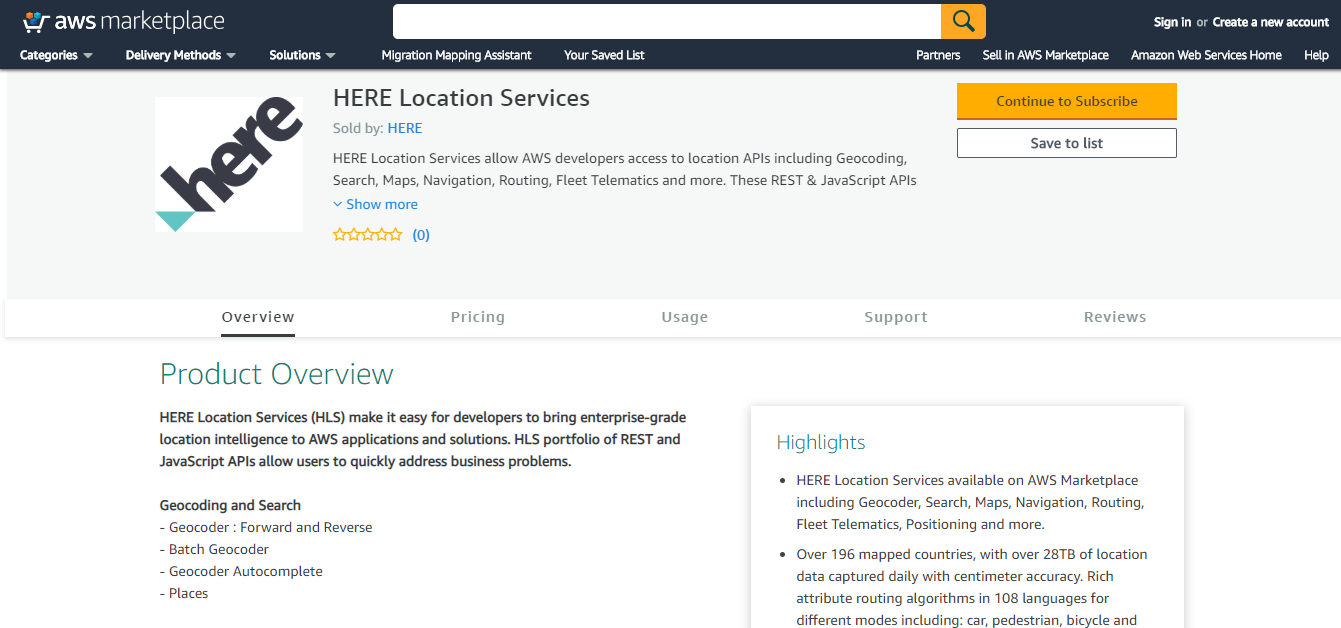 aws marketplace
Sign in or Create a new account
Categories Delivery Methods Solutions Migration Mapping Assistant Your Saved List Partners Sell in AWS Marketplace Amazon Web Services Home Help
here
HERE Location Services
Sold by: HERE
HERE Location Services allow AWS developers access to location APIs including Geocoding,
Search, Maps, Navigation, Routing, Fleet Telematics and more. These REST & JavaScript APIs
Show more
(0)
Continue to Subscribe
Save to list
Overview Pricing Usage Support Reviews
Product Overview
HERE Location Services (HLS) make it easy for developers to bring enterprise-grade
location intelligence to AWS applications and solutions. HLS portfolio of REST and
JavaScript APIs allow users to quickly address business problems.
Geocoding and Search
- Geocoder : Forward and Reverse
- Batch Geocoder
- Geocoder Autocomplete
- Places
Highlights
• HERE Location Services available on AWS Marketplace
including Geocoder, Search, Maps, Navigation, Routing,
Fleet Telematics, Positioning and more.
• Over 196 mapped countries, with over 28TB of location
data captured daily with centimeter accuracy. Rich
attribute routing algorithms in 108 languages for
different modes including: car, pedestrian, bicycle and